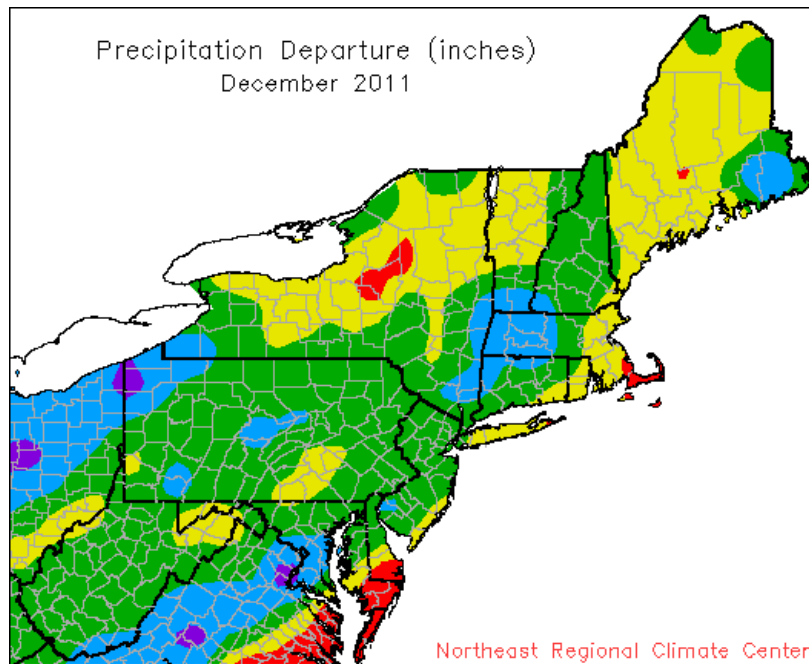 Precipitation Departure (inches)
December 2011
Northeast Regional Climate Center